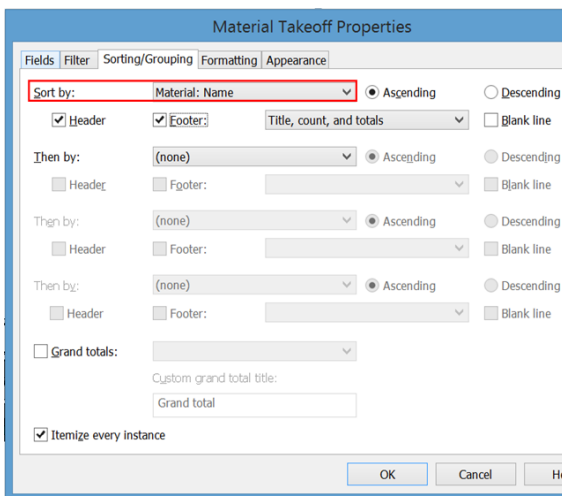 Material Takeoff Properties
Fields Filter Sorting/Grouping Formatting Appearance
Sort by: Material: Name Ascending Descending
Header Footer: Title, count, and totals Blank line
Then by: (none) Ascending Descending
Header Footer: Blank line
Then by: (none) Ascending Descending
Header Footer: Blank line
Then by: (none) Ascending Descending
Header Footer: Blank line
Grand totals:
Custom grand total title:
Grand total
Itemize every instance
OK Cancel